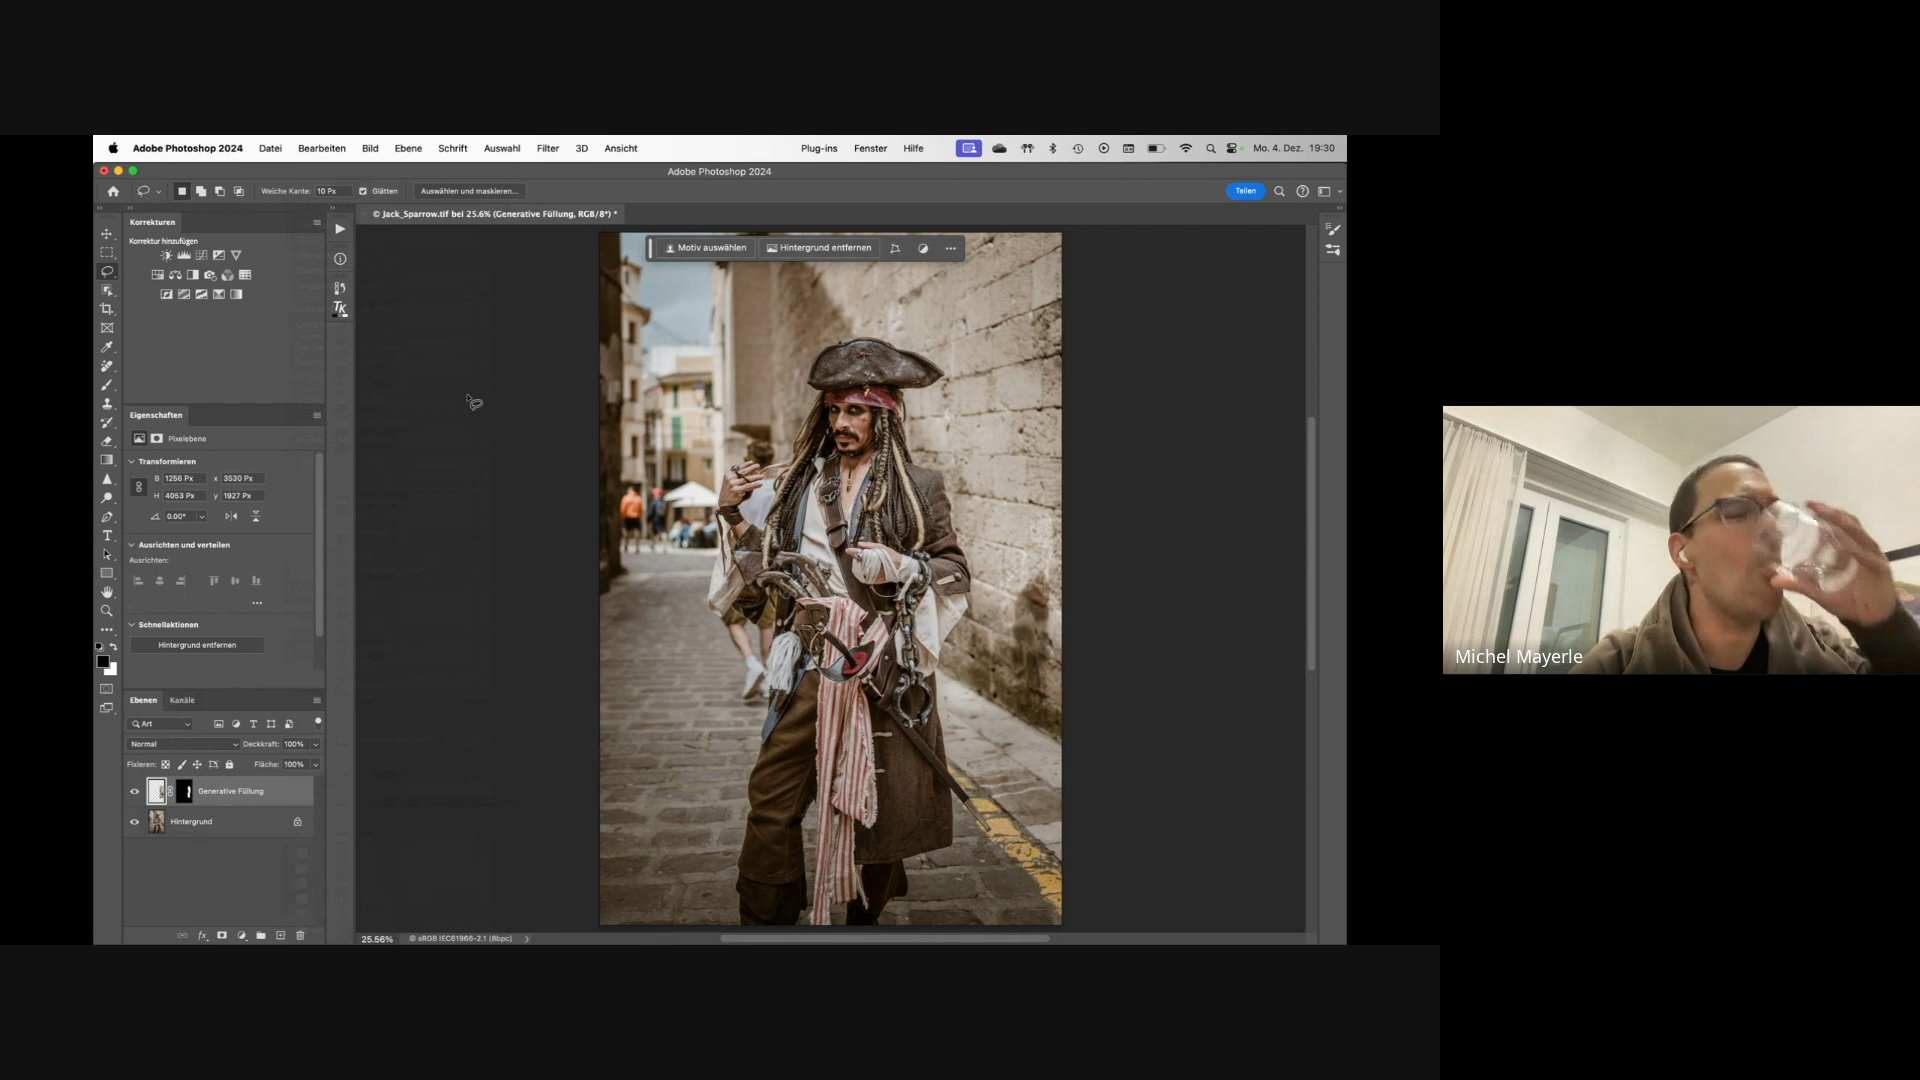 Adobe Photoshop 2024 Datei Bearbeiten Bild Ebene Schrift Auswahl Filter 3D Ansicht Plug-ins Fenster Hilfe Mo. 4. Dez. 19:30
Adobe Photoshop 2024
Weiche Kante: 10 Px Glätten Auswählen und maskieren... Teilen
© Jack_Sparrow.tif bei 25.6% (Generative Füllung, RGB/8*) *
Korrekturen
Korrektur hinzufügen
Motiv auswählen Hintergrund entfernen
TK
Eigenschaften
Pixelebene
Transformieren
B 1256 Px x 3530 Px
H 4053 Px y 1927 Px
0.00°
Ausrichten und verteilen
Ausrichten:
Schnellaktionen
Hintergrund entfernen
Ebenen Kanäle
Art
Normal Deckkraft: 100%
Fixieren: Fläche: 100%
Generative Füllung
Hintergrund
25.56% © sRGB IEC61966-2.1 (8bpc)
Michel Mayerle